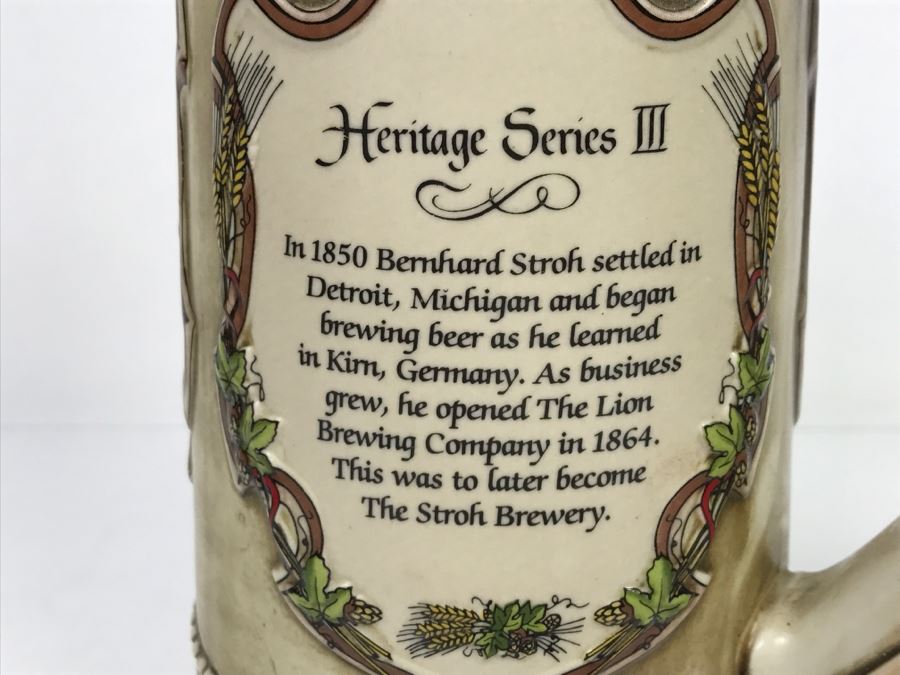 Heritage Series III
In 1850 Bernhard Stroh settled in
Detroit, Michigan and began
brewing beer as he learned
in Kirn, Germany. As business
grew, he opened The Lion
Brewing Company in 1864.
This was to later become
The Stroh Brewery.